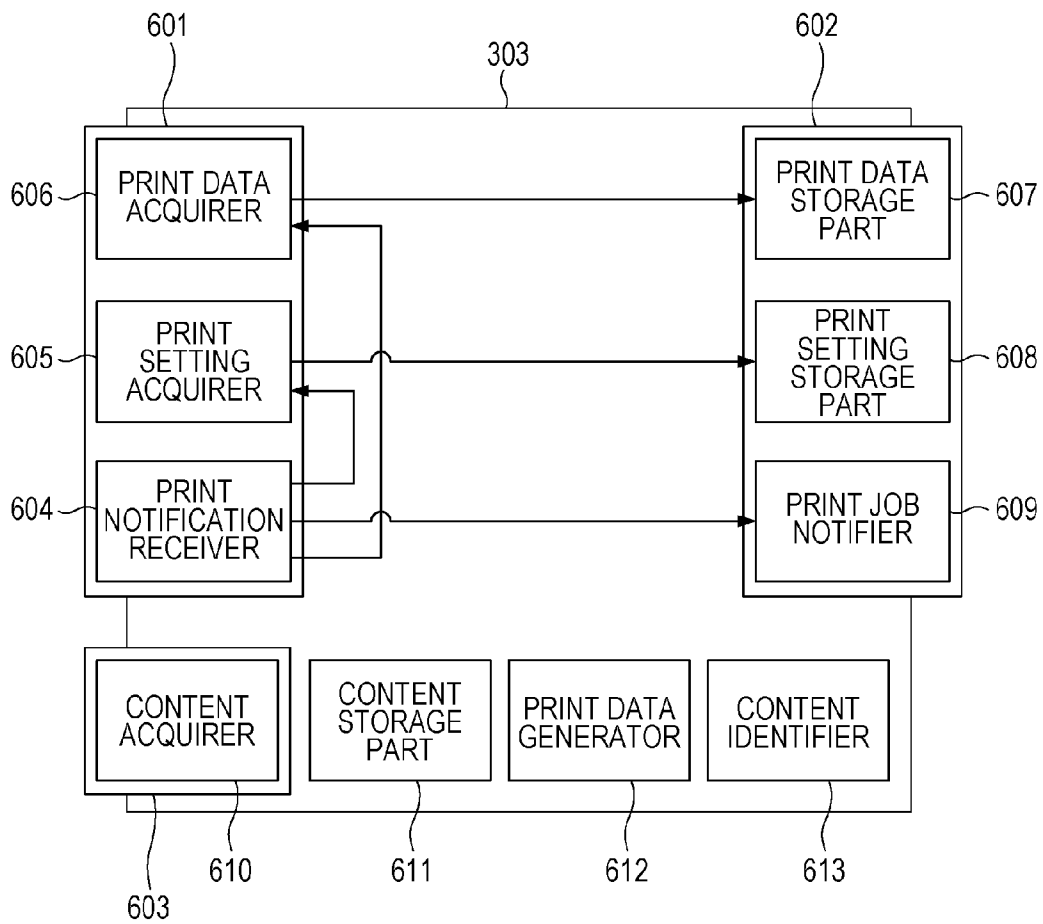 601
602
303
606
PRINT DATA
ACQUIRER
PRINT DATA
STORAGE
PART
607
605
PRINT
SETTING
ACQUIRER
PRINT
SETTING
STORAGE
PART
608
604
PRINT
NOTIFICATION
RECEIVER
PRINT JOB
NOTIFIER
609
CONTENT
ACQUIRER
CONTENT
STORAGE
PART
PRINT DATA
GENERATOR
CONTENT
IDENTIFIER
603
610
611
612
613